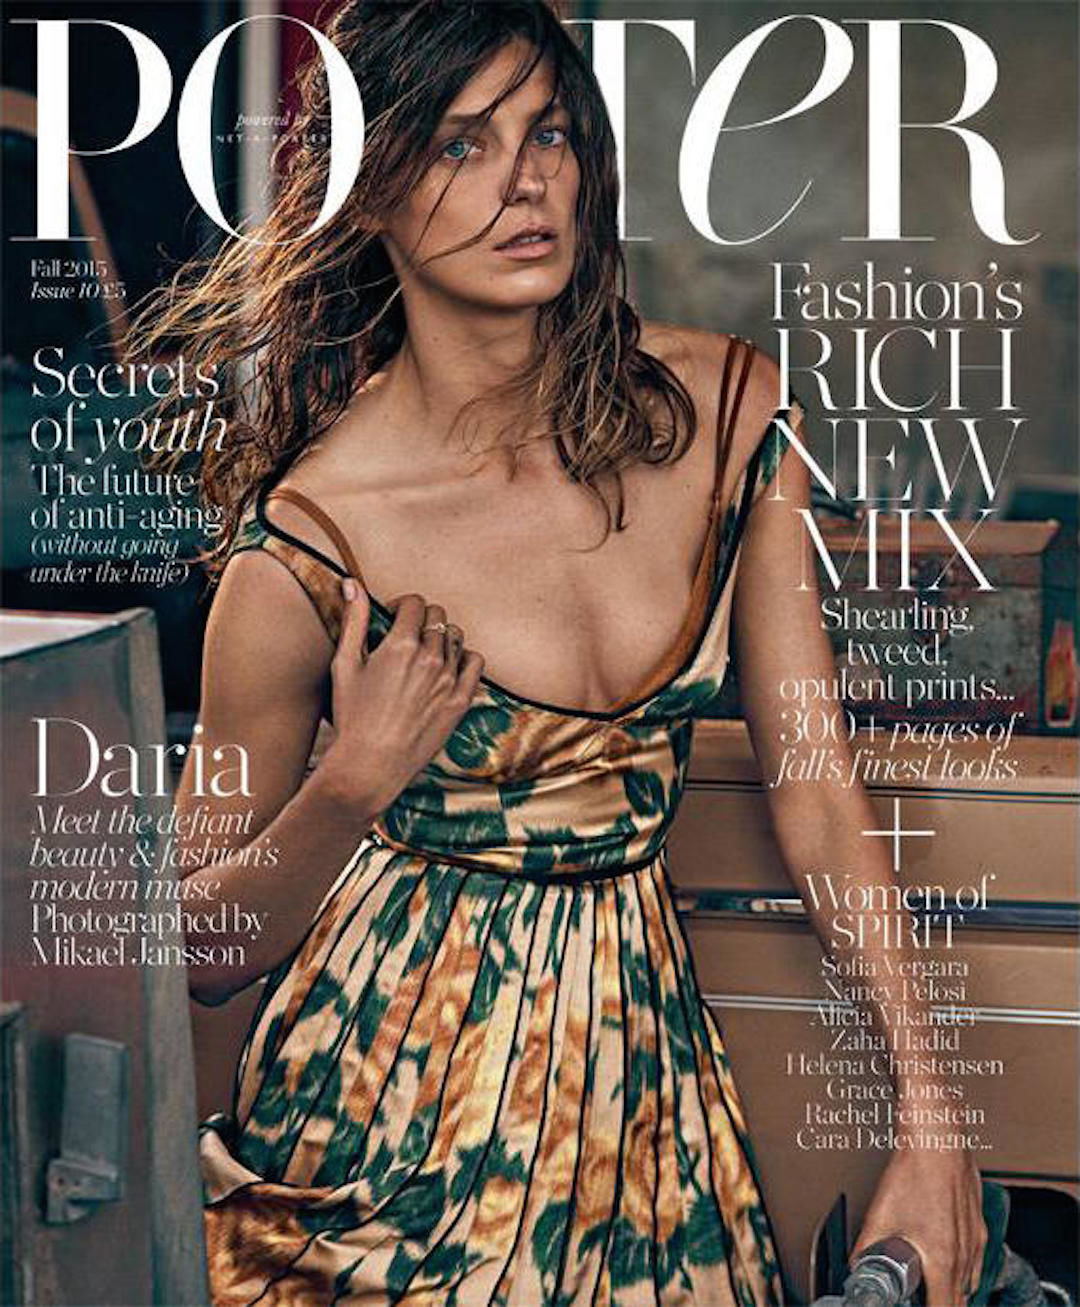 PORTER
powered by
NET-A-PORTER
Fall 2015
Issue 10 £5
Secrets
of youth
The future
of anti-aging
(without going
under the knife)
Daria
Meet the defiant
beauty & fashion's
modern muse
Photographed by
Mikael Jansson
Fashion's
RICH
NEW
MIX
Shearling,
tweed,
opulent prints...
300+ pages of
fall's finest looks
+
Women of
SPIRIT
Sofia Vergara
Nancy Pelosi
Alicia Vikander
Zaha Hadid
Helena Christensen
Grace Jones
Rachel Feinstein
Cara Delevingne...